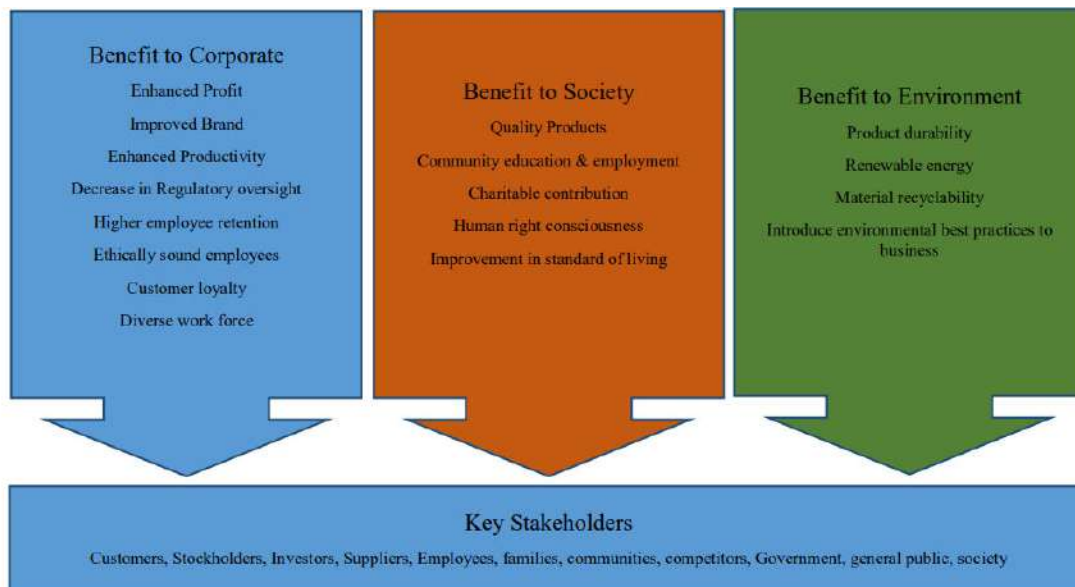 Benefit to Corporate
Enhanced Profit
Improved Brand
Enhanced Productivity
Decrease in Regulatory oversight
Higher employee retention
Ethically sound employees
Customer loyalty
Diverse work force
Benefit to Society
Quality Products
Community education & employment
Charitable contribution
Human right consciousness
Improvement in standard of living
Benefit to Environment
Product durability
Renewable energy
Material recyclability
Introduce environmental best practices to
business
Key Stakeholders
Customers, Stockholders, Investors, Suppliers, Employees, families, communities, competitors, Government, general public, society